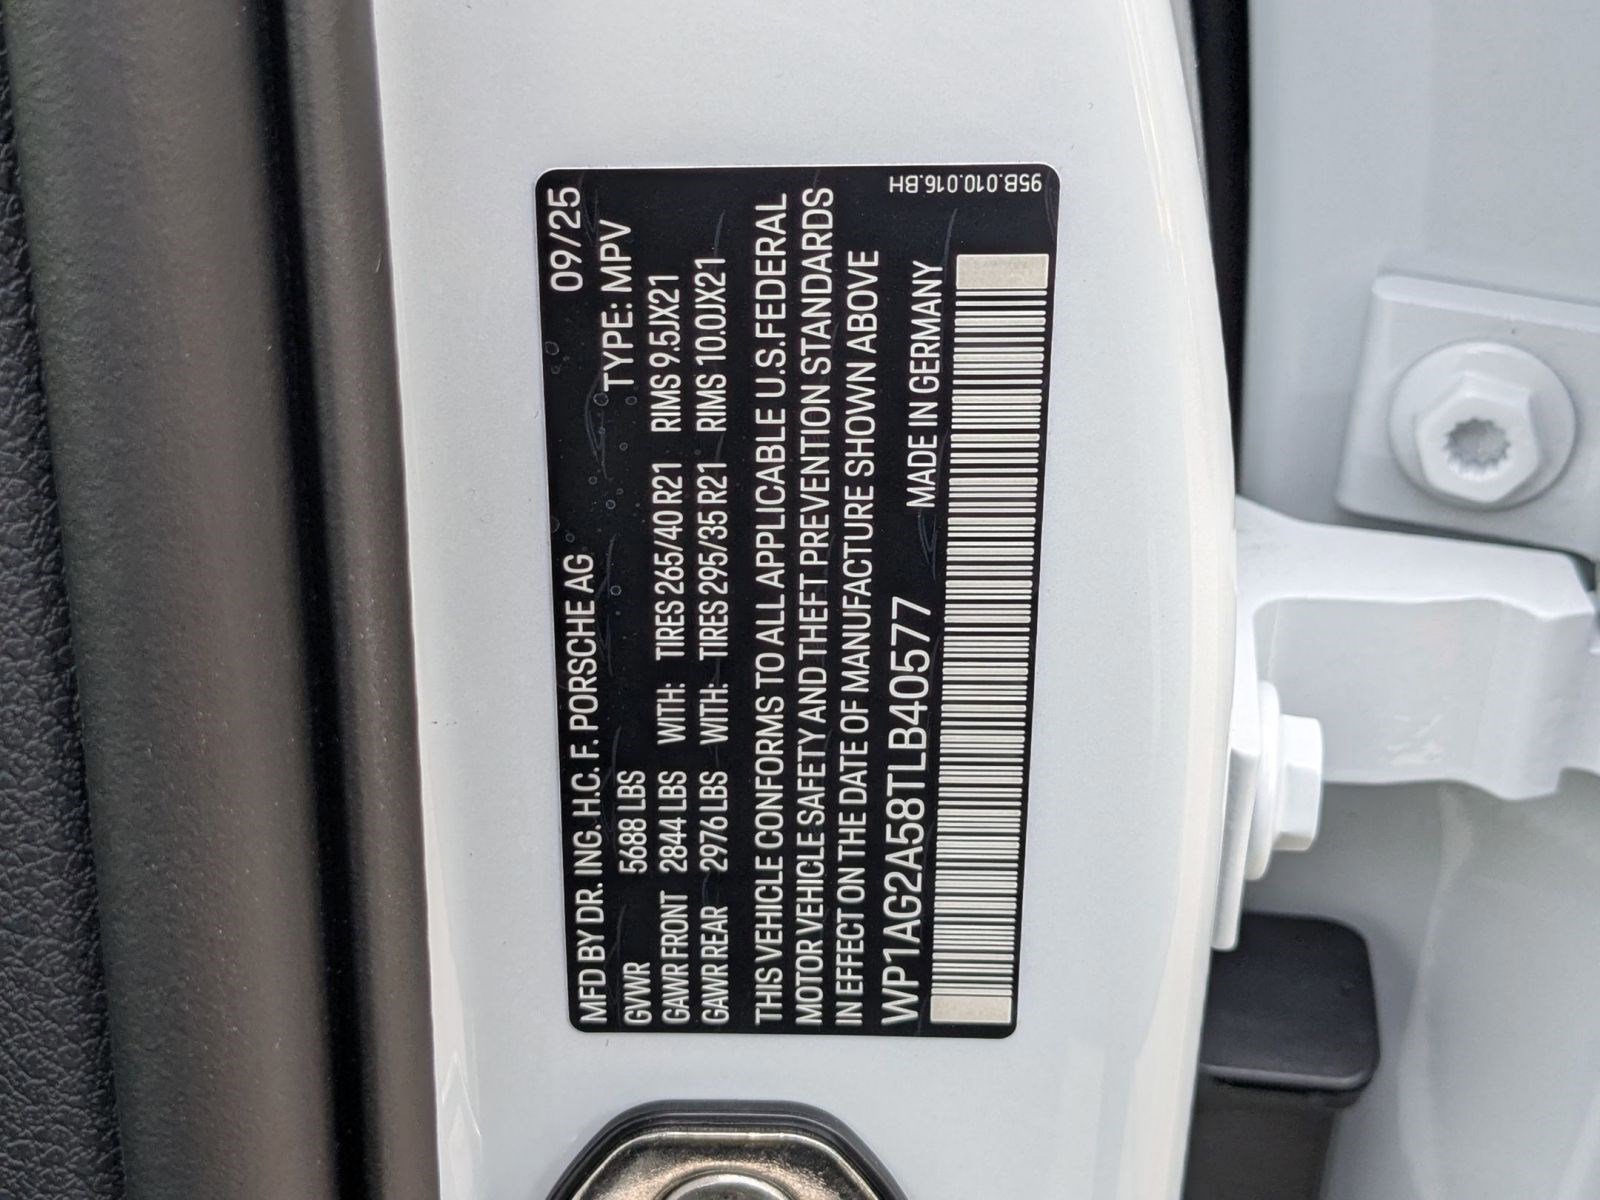 09/25
MFD BY DR. ING. H.C. F. PORSCHE AG
TYPE: MPV
GVWR 5688 LBS
GAWR FRONT 2844 LBS WITH: TIRES 265/40 R21 RIMS 9.5JX21
GAWR REAR 2976 LBS WITH: TIRES 295/35 R21 RIMS 10.0JX21
THIS VEHICLE CONFORMS TO ALL APPLICABLE U.S.FEDERAL
MOTOR VEHICLE SAFETY AND THEFT PREVENTION STANDARDS
IN EFFECT ON THE DATE OF MANUFACTURE SHOWN ABOVE
WP1AG2A58TLB40577 MADE IN GERMANY
95B.010.016.BH